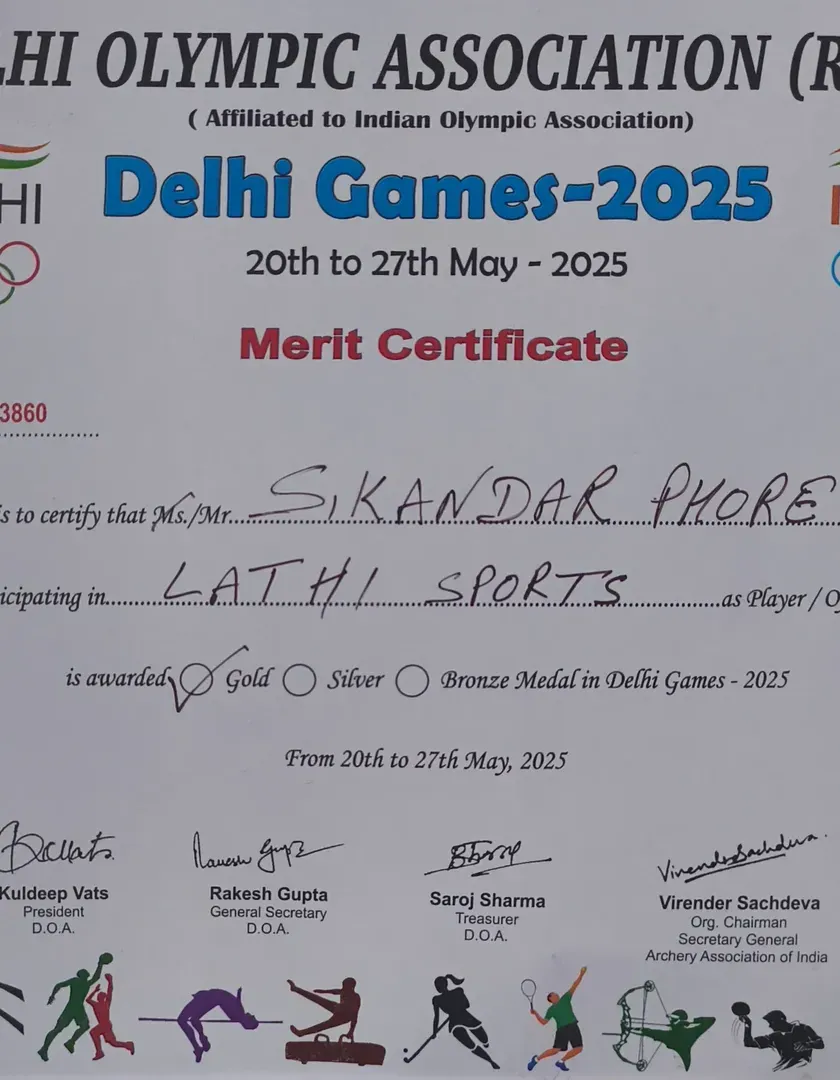 LHI OLYMPIC ASSOCIATION (R
( Affiliated to Indian Olympic Association)
HI
Delhi Games-2025
20th to 27th May - 2025
Merit Certificate
3860
s to certify that Ms./Mr. SIKANDAR PHORE
icipating in LATHI SPORTS as Player / O
is awarded Gold Silver Bronze Medal in Delhi Games - 2025
From 20th to 27th May, 2025
Kuldeep Vats
President
D.O.A.
Rakesh Gupta
General Secretary
D.O.A.
Saroj Sharma
Treasurer
D.O.A.
Virender Sachdeva
Virender Sachdeva
Org. Chairman
Secretary General
Archery Association of India